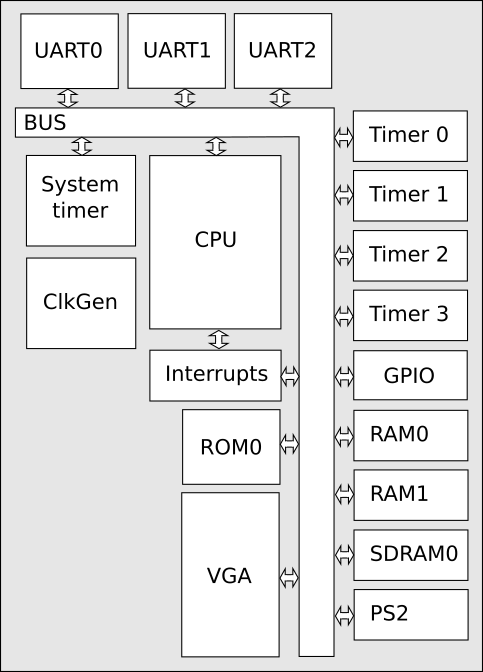 UART0
UART1
UART2
BUS
Timer 0
System
timer
Timer 1
CPU
Timer 2
ClkGen
Timer 3
Interrupts
GPIO
ROM0
RAM0
RAM1
VGA
SDRAM0
PS2